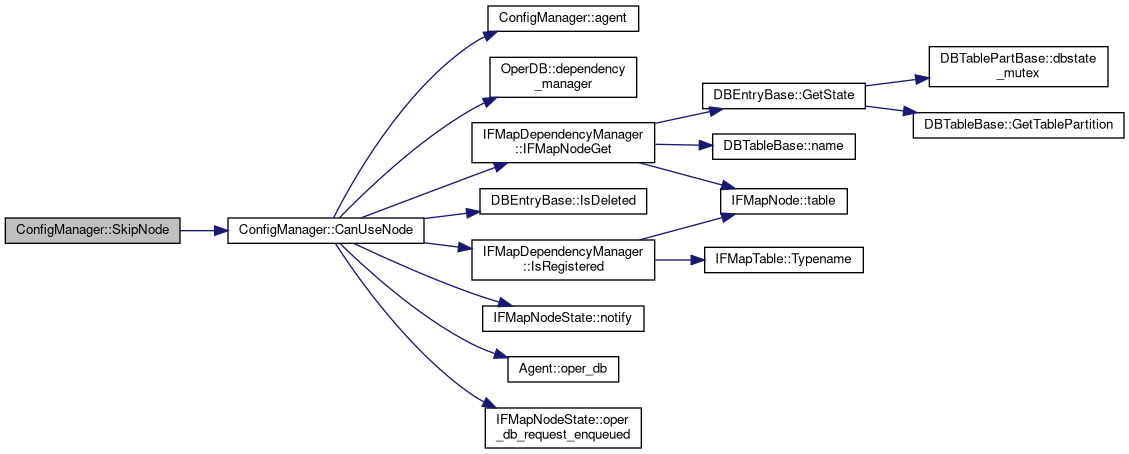 ConfigManager::SkipNode
ConfigManager::CanUseNode
ConfigManager::agent
OperDB::dependency
_manager
IFMapDependencyManager
::IFMapNodeGet
DBEntryBase::IsDeleted
IFMapDependencyManager
::IsRegistered
IFMapNodeState::notify
Agent::oper_db
IFMapNodeState::oper
_db_request_enqueued
DBEntryBase::GetState
DBTableBase::name
IFMapNode::table
IFMapTable::Typename
DBTablePartBase::dbstate
_mutex
DBTableBase::GetTablePartition